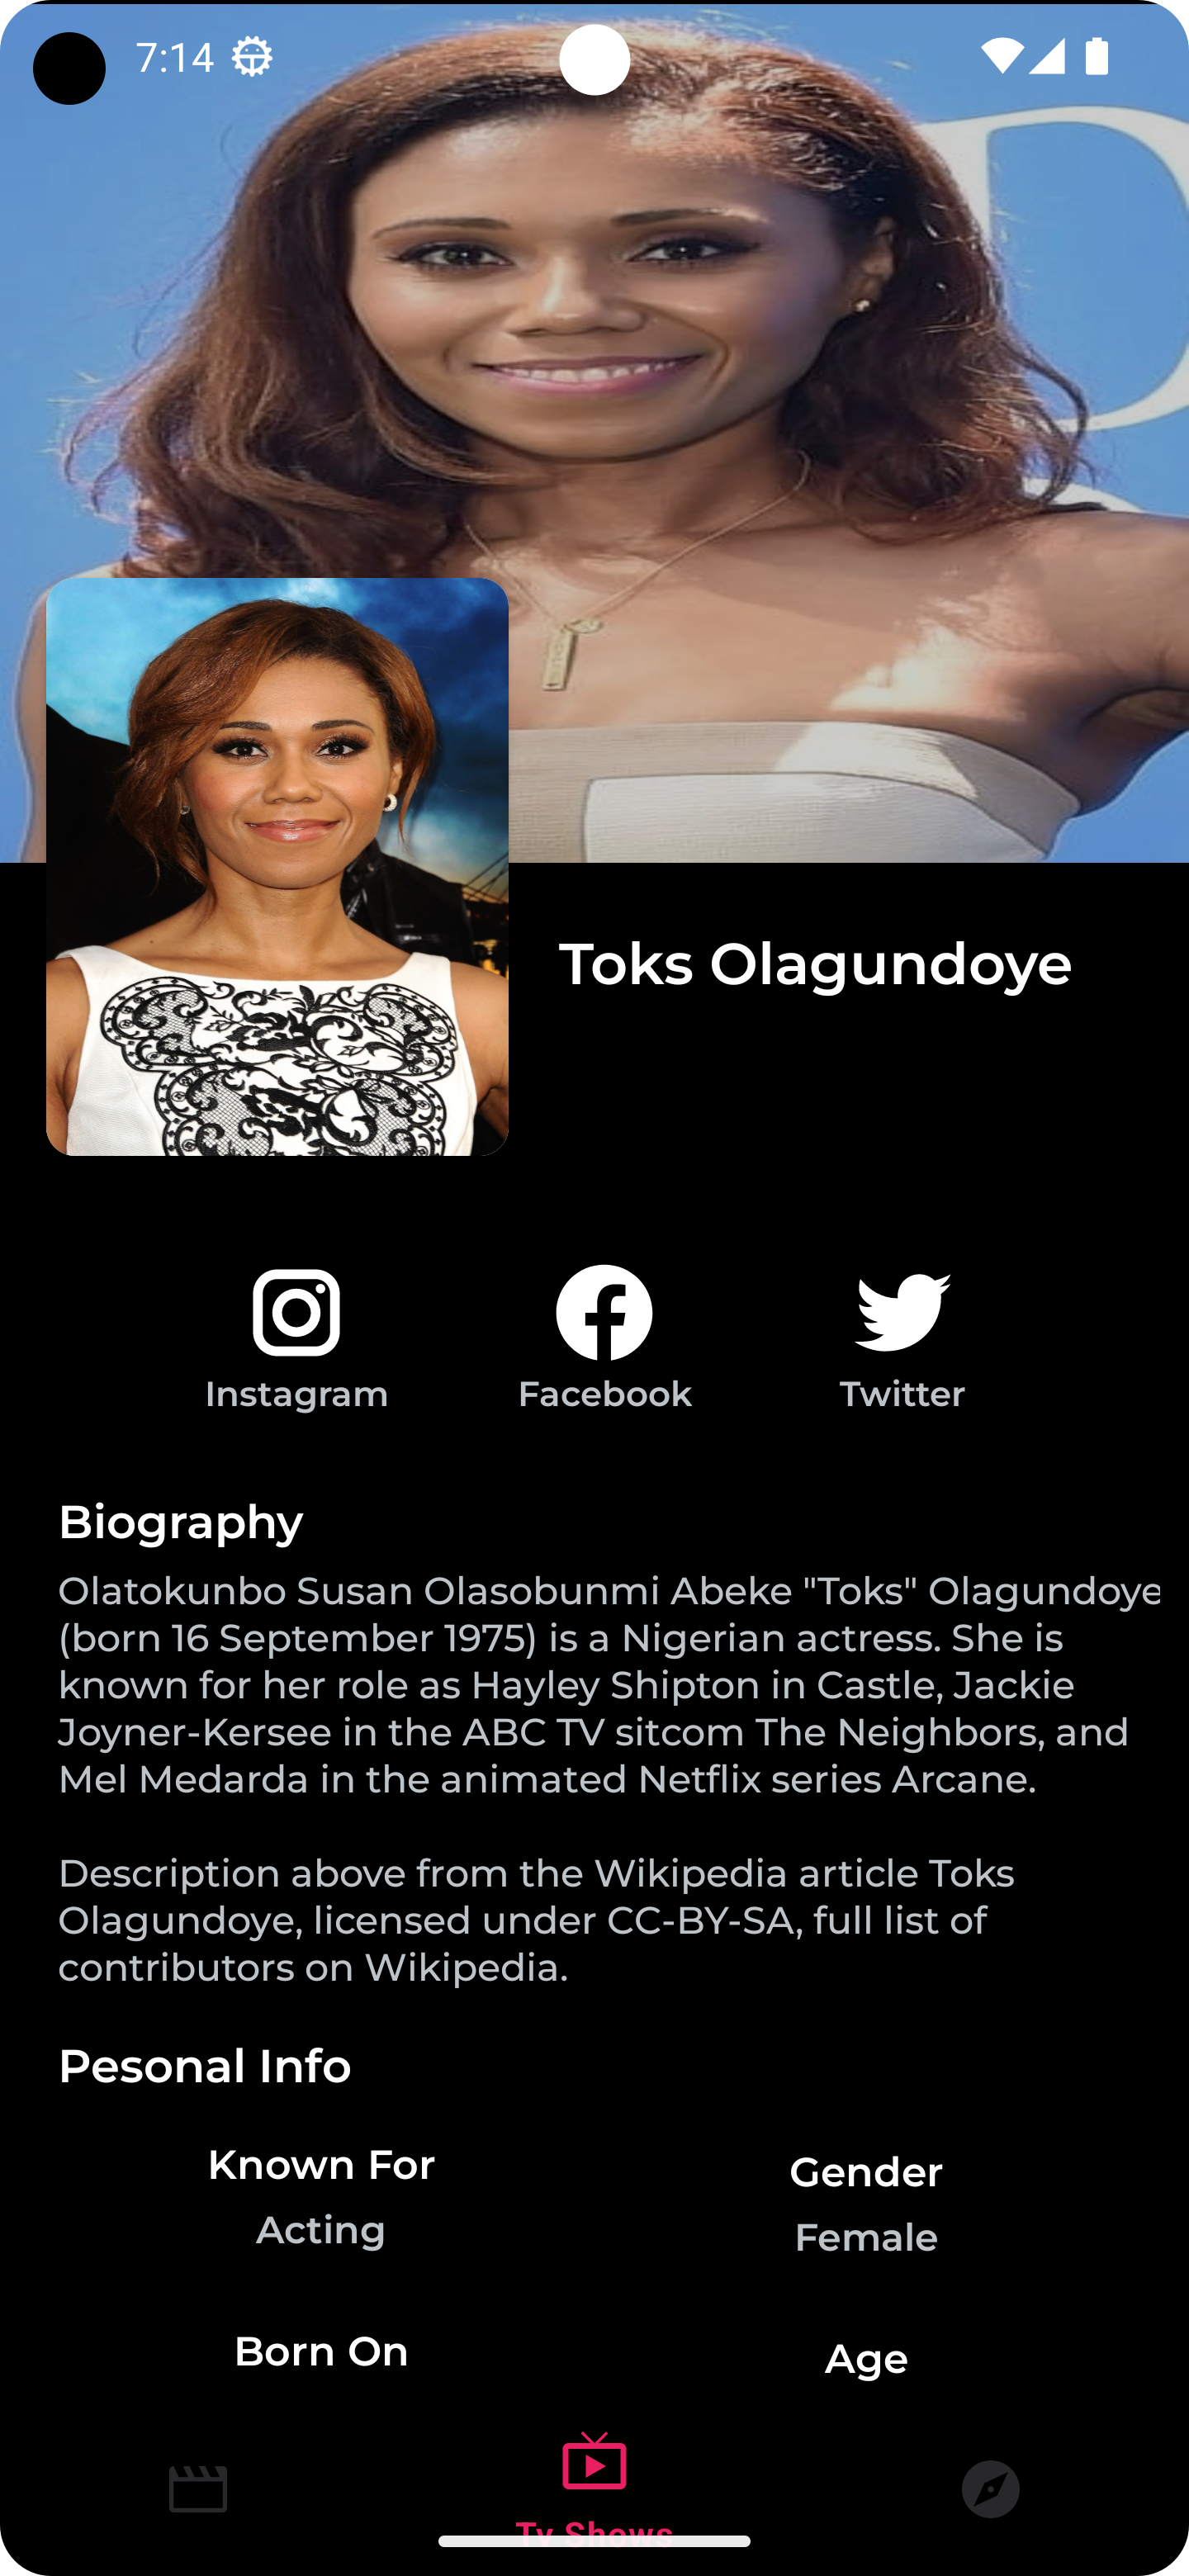 7:14
Toks Olagundoye
Instagram
Facebook
Twitter
Biography
Olatokunbo Susan Olasobunmi Abeke "Toks" Olagundoye
(born 16 September 1975) is a Nigerian actress. She is
known for her role as Hayley Shipton in Castle, Jackie
Joyner-Kersee in the ABC TV sitcom The Neighbors, and
Mel Medarda in the animated Netflix series Arcane.
Description above from the Wikipedia article Toks
Olagundoye, licensed under CC-BY-SA, full list of
contributors on Wikipedia.
Pesonal Info
Known For
Gender
Acting
Female
Born On
Age
Tv Shows